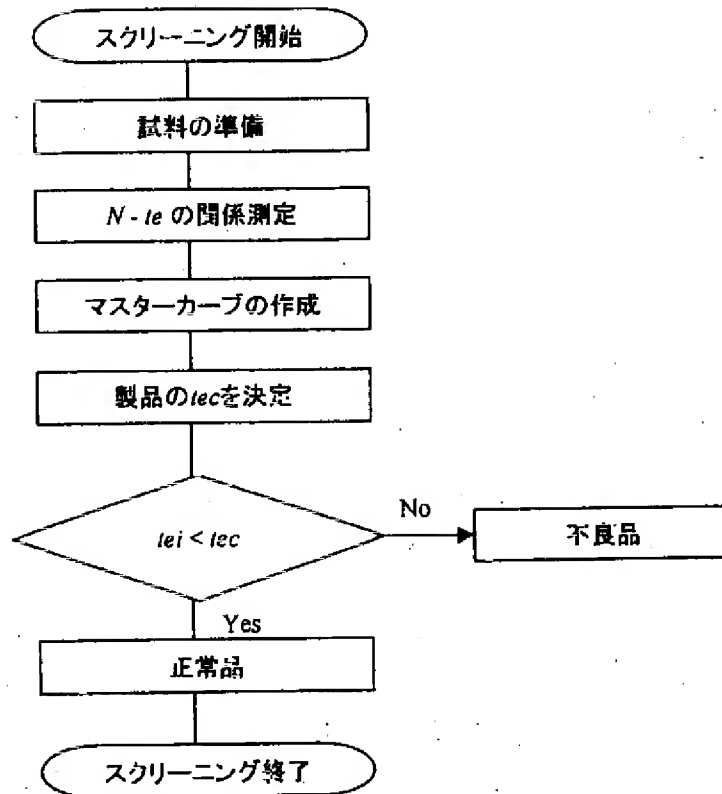 スクリーニング開始
試料の準備
N - te の関係測定
マスターカーブの作成
製品のtecを決定
tei < tec
No
不良品
Yes
正常品
スクリーニング終了